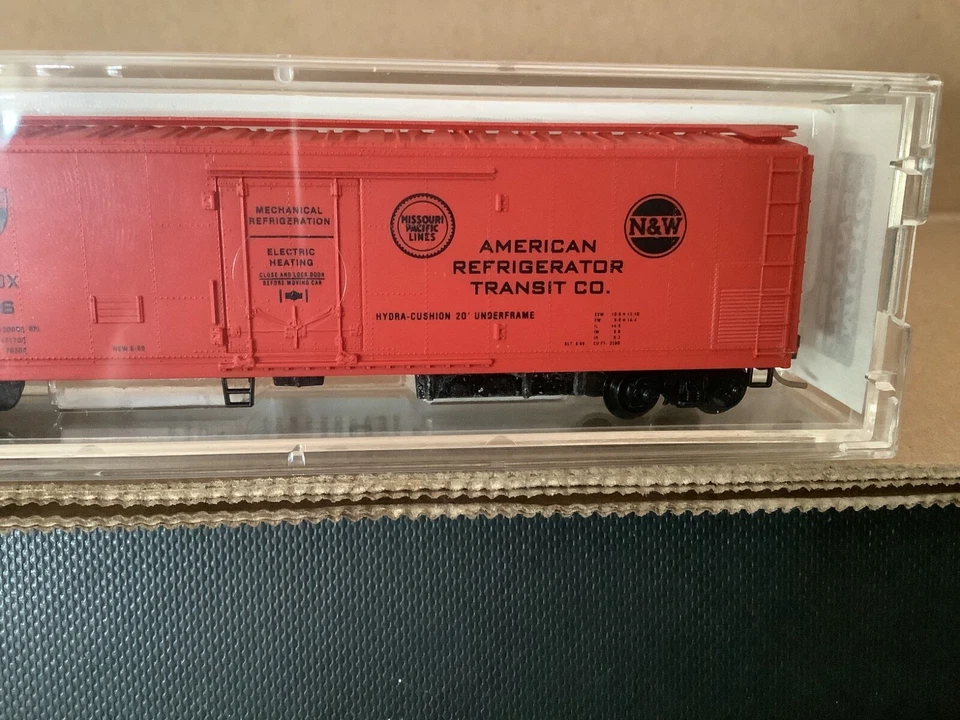 MECHANICAL
REFRIGERATION
ELECTRIC
HEATING
CLOSE AND LOCK DOOR
BEFORE MOVING CAR
MISSOURI
PACIFIC
LINES
N&W
AMERICAN
REFRIGERATOR
TRANSIT CO.
HYDRA-CUSHION 20' UNDERFRAME